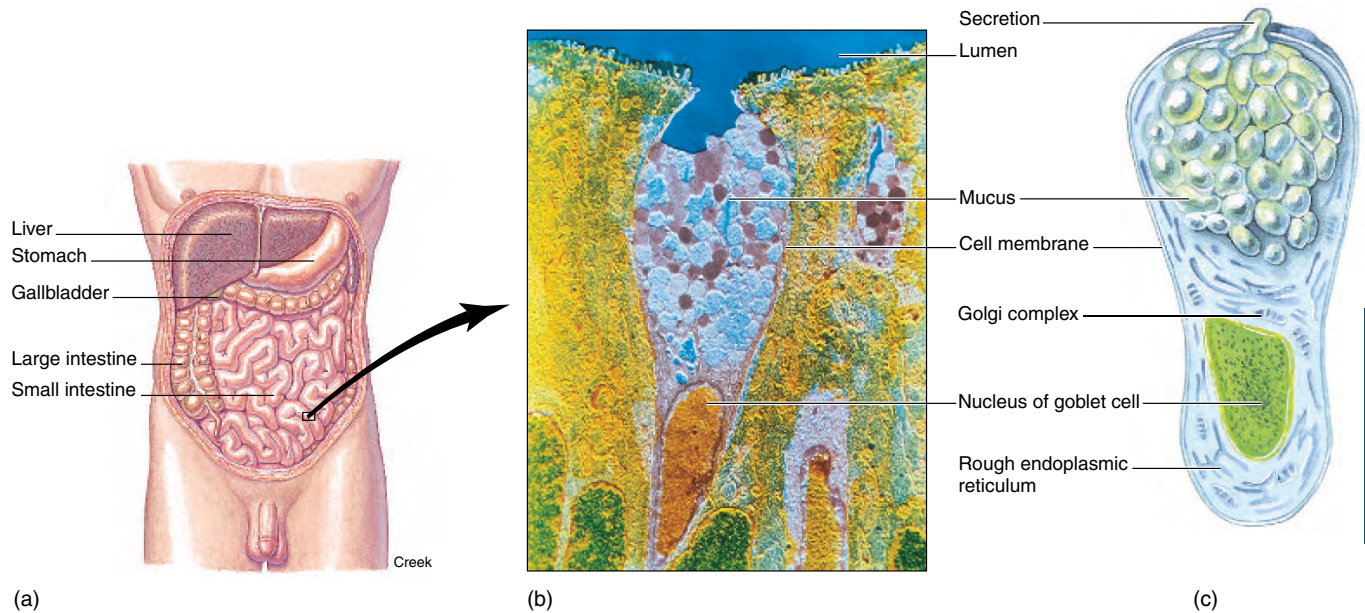 Liver
Stomach
Gallbladder
Large intestine
Small intestine
Creek
(a)
(b)
Secretion
Lumen
Mucus
Cell membrane
Golgi complex
Nucleus of goblet cell
Rough endoplasmic
reticulum
(c)